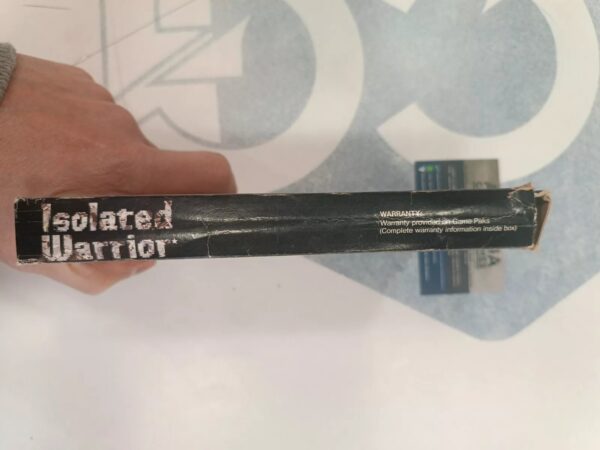 Isolated
Warrior
WARRANTY:
Warranty provided on Game Paks
(Complete warranty information inside box)